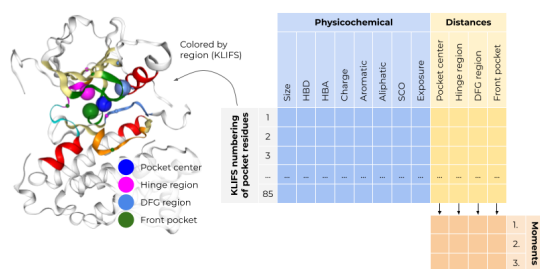 Colored by
region (KLIFS)
Pocket center
Hinge region
DFG region
Front pocket
Physicochemical
Distances
Size
HBD
HBA
Charge
Aromatic
Aliphatic
SCO
Exposure
Pocket center
Hinge region
DFG region
Front pocket
KLIFS numbering
of pocket residues
1
2
3
... ... ... ... ... ... ... ... ... ... ... ... ...
85
1.
2.
3.
Moments